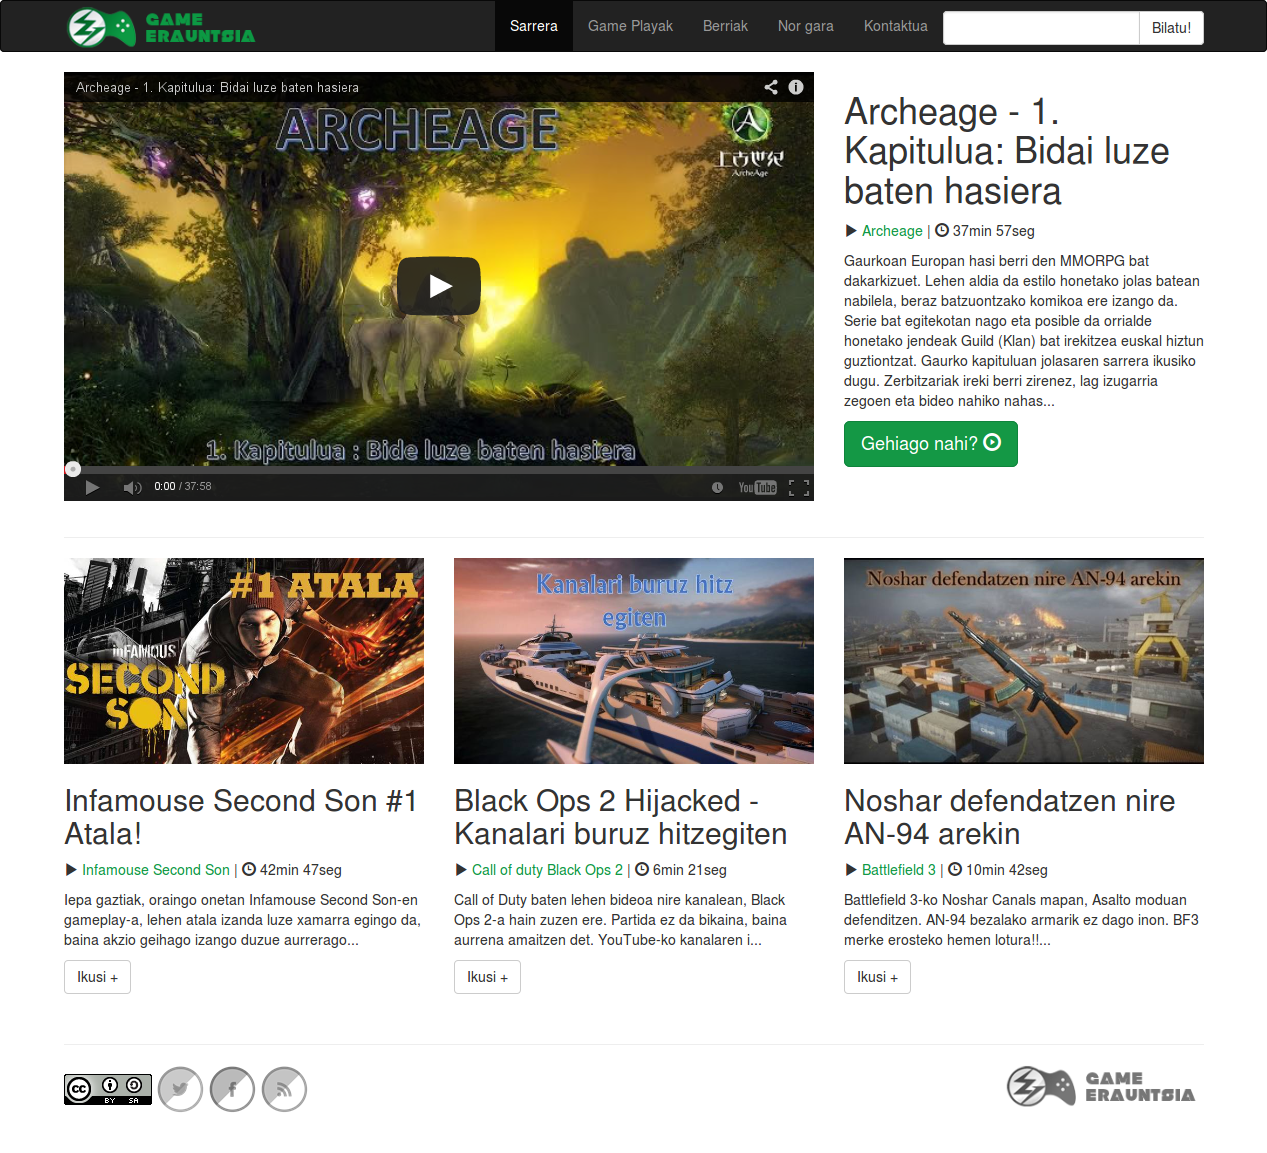 GAME
ERAUNTSIA
Sarrera
Game Playak
Berriak
Nor gara
Kontaktua
Bilatu!
Archeage - 1. Kapitulua: Bidai luze baten hasiera
ARCHEAGE
上古世纪
ArcheAge
1. Kapitulua : Bide luze baten hasiera
0:00 / 37:58
YouTube
Archeage - 1.
Kapitulua: Bidai luze
baten hasiera
Archeage | 37min 57seg
Gaurkoan Europan hasi berri den MMORPG bat
dakarkizuet. Lehen aldia da estilo honetako jolas batean
nabilela, beraz batzuontzako komikoa ere izango da.
Serie bat egitekotan nago eta posible da orrialde
honetako jendeak Guild (Klan) bat irekitzea euskal hiztun
guztiontzat. Gaurko kapituluan jolasaren sarrera ikusiko
dugu. Zerbitzariak ireki berri zirenez, lag izugarria
zegoen eta bideo nahiko nahas...
Gehiago nahi?
#1 ATALA
inFAMOUS
SECOND
SON
Infamouse Second Son #1
Atala!
Infamouse Second Son | 42min 47seg
Iepa gaztiak, oraingo onetan Infamouse Second Son-en
gameplay-a, lehen atala izanda luze xamarra egingo da,
baina akzio geihago izango duzue aurrerago...
Ikusi +
Kanalari buruz hitz
egiten
Black Ops 2 Hijacked -
Kanalari buruz hitzegiten
Call of duty Black Ops 2 | 6min 21seg
Call of Duty baten lehen bideoa nire kanalean, Black
Ops 2-a hain zuzen ere. Partida ez da bikaina, baina
aurrena amaitzen det. YouTube-ko kanalaren i...
Ikusi +
Noshar defendatzen nire AN-94 arekin
Noshar defendatzen nire
AN-94 arekin
Battlefield 3 | 10min 42seg
Battlefield 3-ko Noshar Canals mapan, Asalto moduan
defenditzen. AN-94 bezalako armarik ez dago inon. BF3
merke erosteko hemen lotura!!...
Ikusi +
cc
BY SA
GAME
ERAUNTSIA